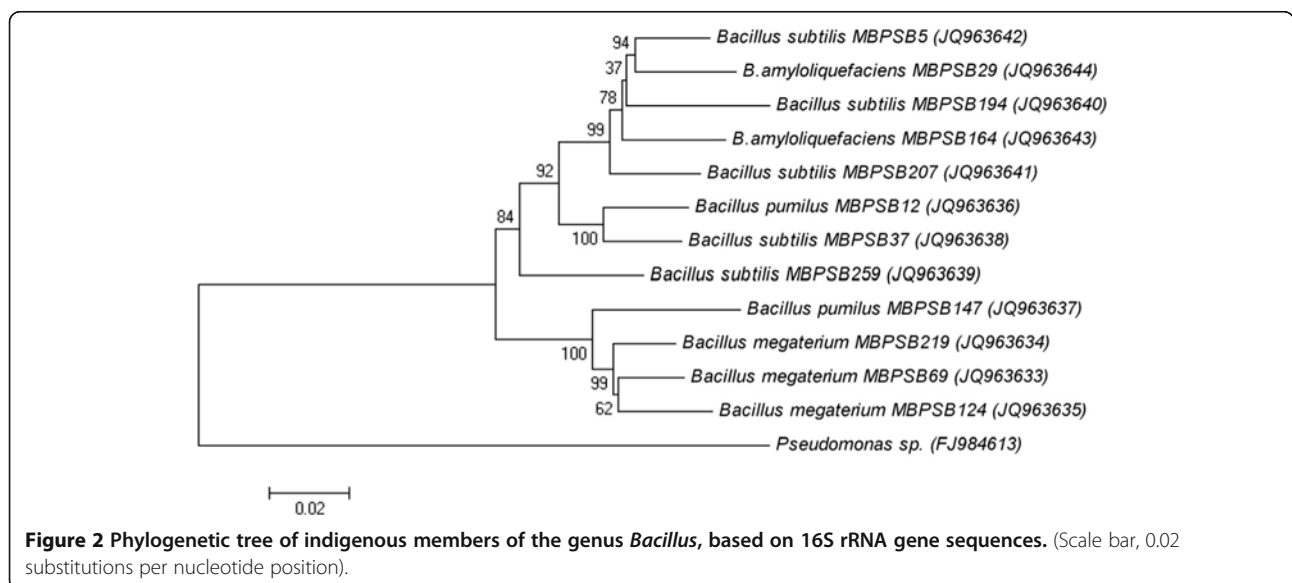 Bacillus subtilis MBPSB5 (JQ963642)
94
B.amyloliquefaciens MBPSB29 (JQ963644)
37
Bacillus subtilis MBPSB194 (JQ963640)
78
B.amyloliquefaciens MBPSB164 (JQ963643)
99
Bacillus subtilis MBPSB207 (JQ963641)
92
Bacillus pumilus MBPSB12 (JQ963636)
84
100
Bacillus subtilis MBPSB37 (JQ963638)
Bacillus subtilis MBPSB259 (JQ963639)
Bacillus pumilus MBPSB147 (JQ963637)
100
Bacillus megaterium MBPSB219 (JQ963634)
99
Bacillus megaterium MBPSB69 (JQ963633)
62
Bacillus megaterium MBPSB124 (JQ963635)
Pseudomonas sp. (FJ984613)
0.02
Figure 2 Phylogenetic tree of indigenous members of the genus Bacillus, based on 16S rRNA gene sequences. (Scale bar, 0.02
substitutions per nucleotide position).